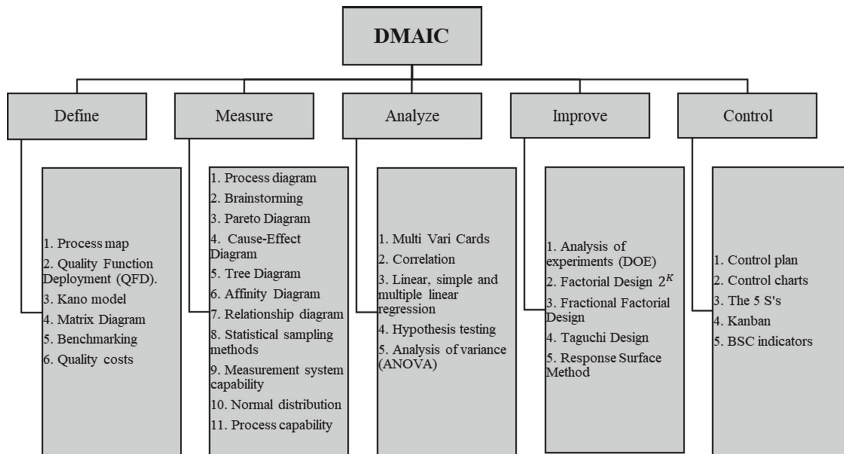 DMAIC
Define
Measure
Analyze
Improve
Control
1. Process map
2. Quality Function
Deployment (QFD).
3. Kano model
4. Matrix Diagram
5. Benchmarking
6. Quality costs
1. Process diagram
2. Brainstorming
3. Pareto Diagram
4. Cause-Effect
Diagram
5. Tree Diagram
6. Affinity Diagram
7. Relationship diagram
8. Statistical sampling
methods
9. Measurement system
capability
10. Normal distribution
11. Process capability
1. Multi Vari Cards
2. Correlation
3. Linear, simple and
multiple linear
regression
4. Hypothesis testing
5. Analysis of variance
(ANOVA)
1. Analysis of
experiments (DOE)
2. Factorial Design 2^K
3. Fractional Factorial
Design
4. Taguchi Design
5. Response Surface
Method
1. Control plan
2. Control charts
3. The 5 S's
4. Kanban
5. BSC indicators